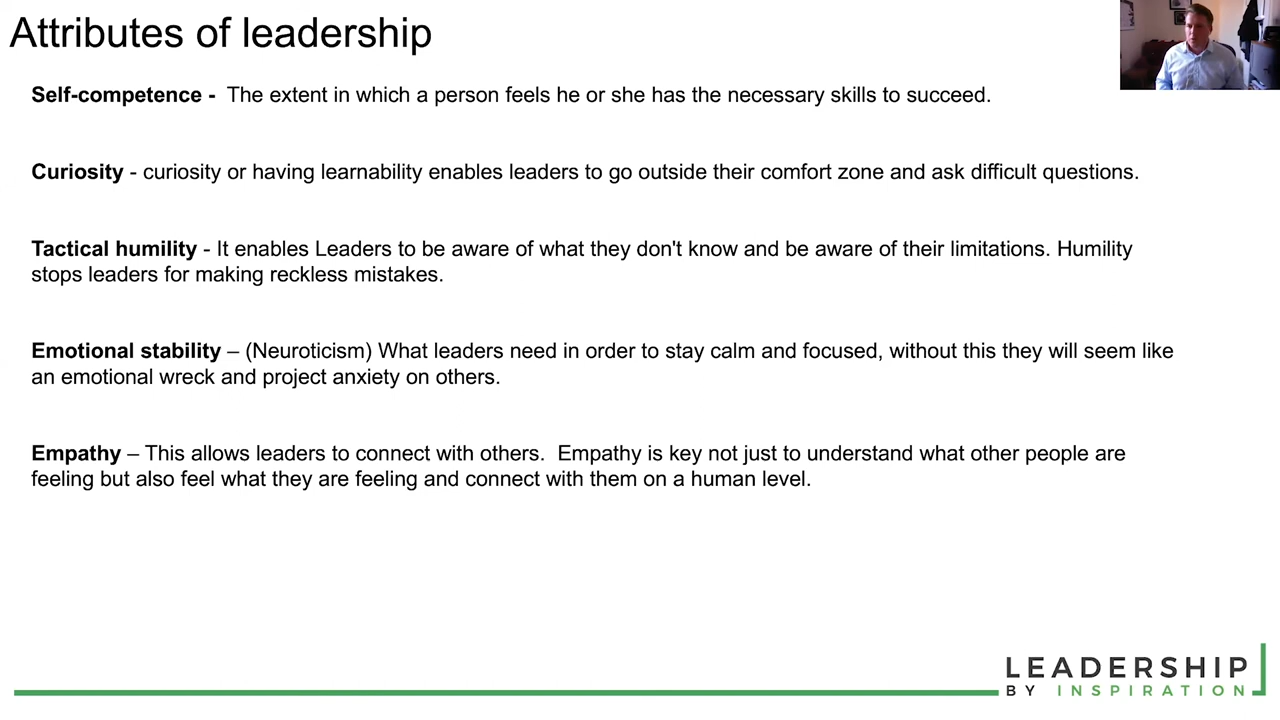 Attributes of leadership
Self-competence -  The extent in which a person feels he or she has the necessary skills to succeed.
Curiosity - curiosity or having learnability enables leaders to go outside their comfort zone and ask difficult questions.
Tactical humility - It enables Leaders to be aware of what they don't know and be aware of their limitations. Humility
stops leaders for making reckless mistakes.
Emotional stability – (Neuroticism) What leaders need in order to stay calm and focused, without this they will seem like
an emotional wreck and project anxiety on others.
Empathy – This allows leaders to connect with others.  Empathy is key not just to understand what other people are
feeling but also feel what they are feeling and connect with them on a human level.
LEADERSHIP
BY INSPIRATION